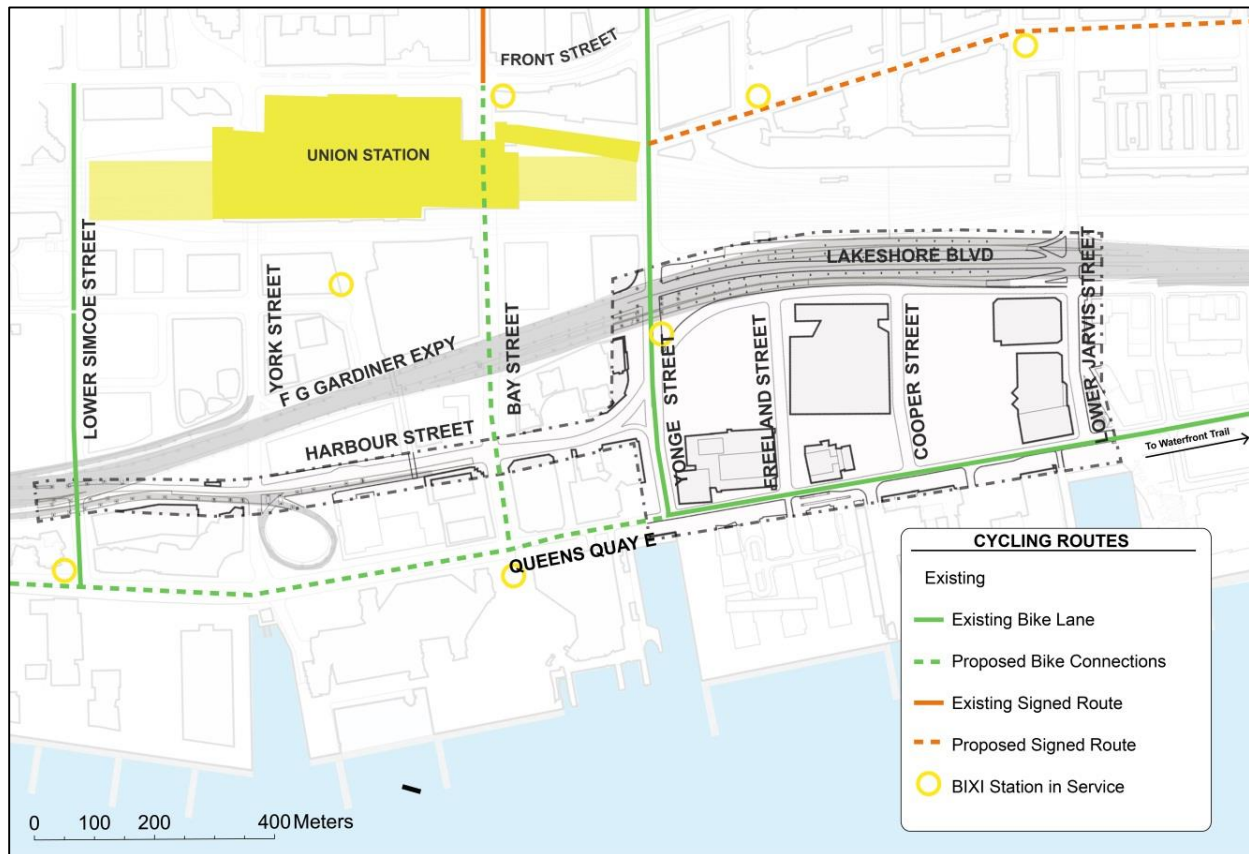 FRONT STREET
UNION STATION
LOWER SIMCOE STREET
YORK STREET
BAY STREET
F G GARDINER EXPY
HARBOUR STREET
LAKESHORE BLVD
YONGE STREET
FREELAND STREET
COOPER STREET
LOWER JARVIS STREET
To Waterfront Trail
QUEENS QUAY E
CYCLING ROUTES
Existing
Existing Bike Lane
Proposed Bike Connections
Existing Signed Route
Proposed Signed Route
BIXI Station in Service
0 100 200 400 Meters